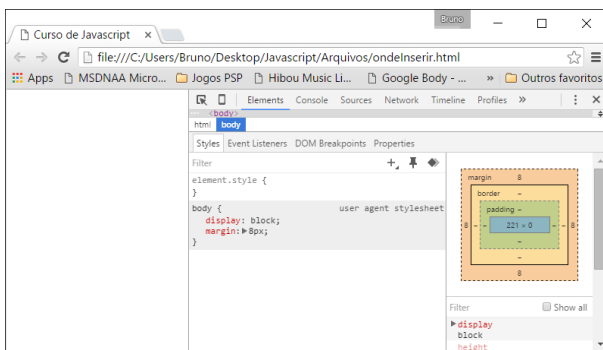 Bruno
Curso de Javascript
file:///C:/Users/Bruno/Desktop/Javascript/Arquivos/ondeInserir.html
Apps MSDNAA Micro... Jogos PSP Hibou Music Li... Google Body - ... » Outros favoritos
Elements Console Sources Network Timeline Profiles »
<body>
html body
Styles Event Listeners DOM Breakpoints Properties
Filter
element.style {
}
body { user agent stylesheet
display: block;
margin:▶8px;
}
margin 8
border -
padding -
8 - - 221 × 0 - - 8
-
-
8
Filter Show all
▶display
block
height